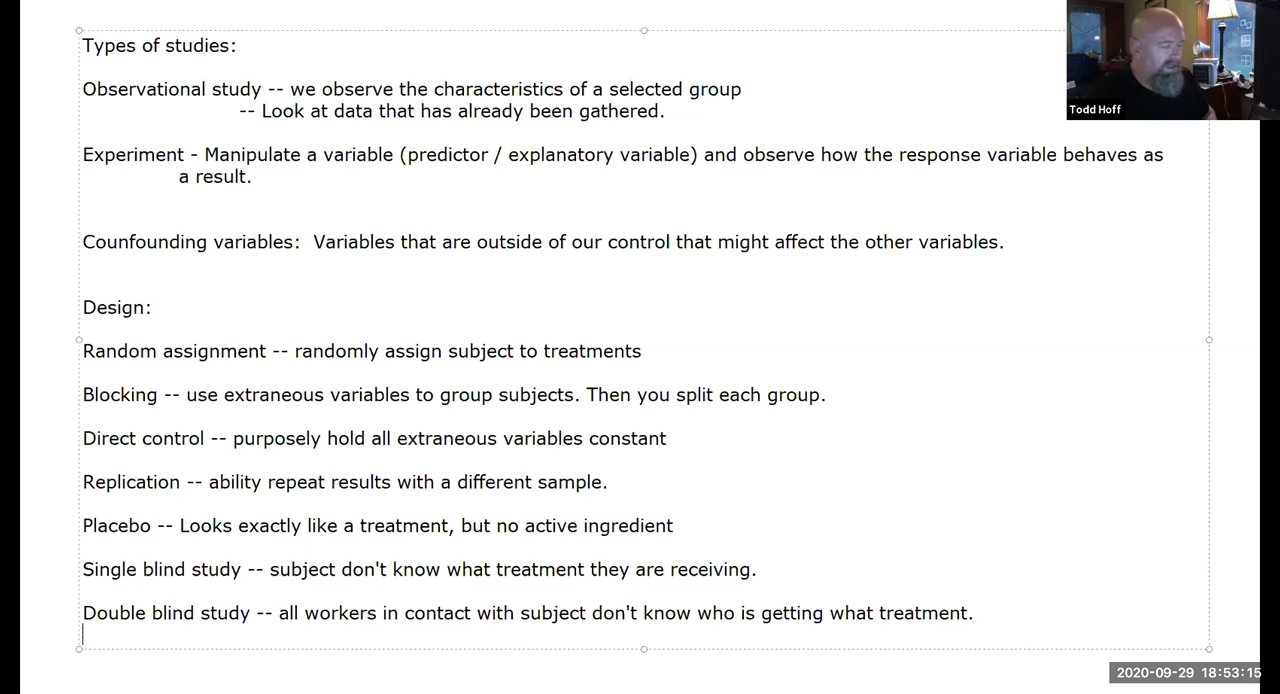 Types of studies:
Observational study -- we observe the characteristics of a selected group
-- Look at data that has already been gathered.
Experiment - Manipulate a variable (predictor / explanatory variable) and observe how the response variable behaves as
a result.
Counfounding variables:  Variables that are outside of our control that might affect the other variables.
Design:
Random assignment -- randomly assign subject to treatments
Blocking -- use extraneous variables to group subjects. Then you split each group.
Direct control -- purposely hold all extraneous variables constant
Replication -- ability repeat results with a different sample.
Placebo -- Looks exactly like a treatment, but no active ingredient
Single blind study -- subject don't know what treatment they are receiving.
Double blind study -- all workers in contact with subject don't know who is getting what treatment.
Todd Hoff
2020-09-29 18:53:15